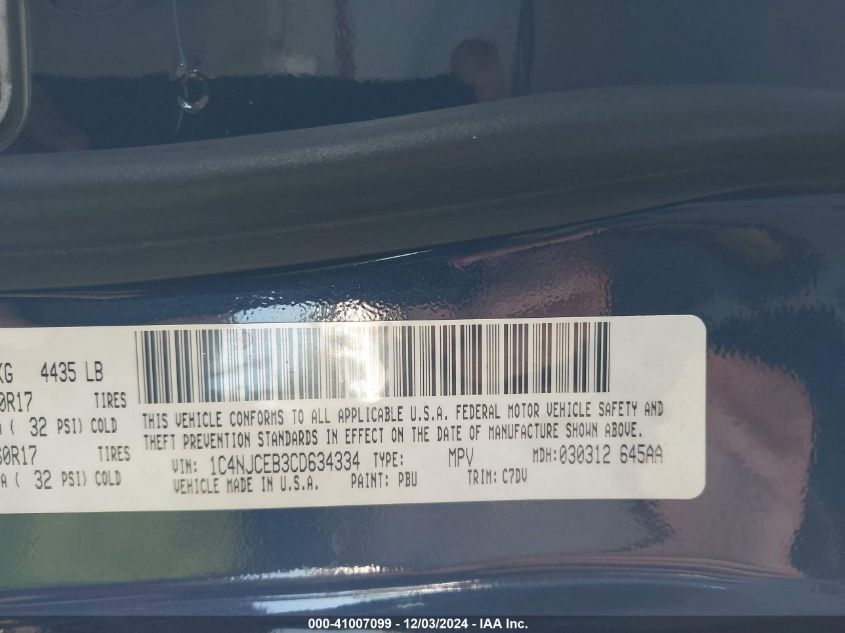 KG 4435 LB
0R17 TIRES
A ( 32 PSI) COLD
60R17 TIRES
A ( 32 PSI) COLD
THIS VEHICLE CONFORMS TO ALL APPLICABLE U.S.A. FEDERAL MOTOR VEHICLE SAFETY AND
THEFT PREVENTION STANDARDS IN EFFECT ON THE DATE OF MANUFACTURE SHOWN ABOVE.
VIN: 1C4NJCEB3CD634334 TYPE: MPV MDH:030312 645AA
VEHICLE MADE IN U.S.A. PAINT: PBU TRIM: C7DV
000-41007099 - 12/03/2024 - IAA Inc.